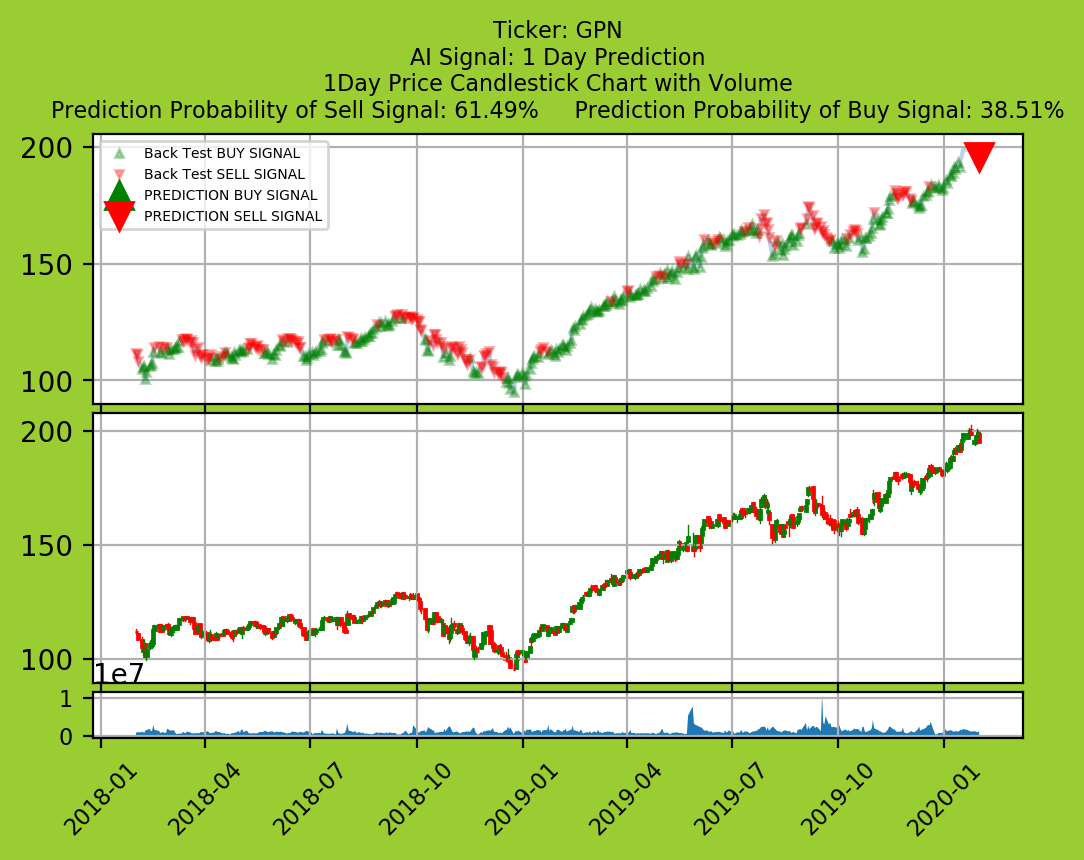 Ticker: GPN
AI Signal: 1 Day Prediction
1Day Price Candlestick Chart with Volume
Prediction Probability of Sell Signal: 61.49%     Prediction Probability of Buy Signal: 38.51%
200
150
100
Back Test BUY SIGNAL
Back Test SELL SIGNAL
PREDICTION BUY SIGNAL
PREDICTION SELL SIGNAL
200
150
100
1e7
1
0
2018-01
2018-04
2018-07
2018-10
2019-01
2019-04
2019-07
2019-10
2020-01